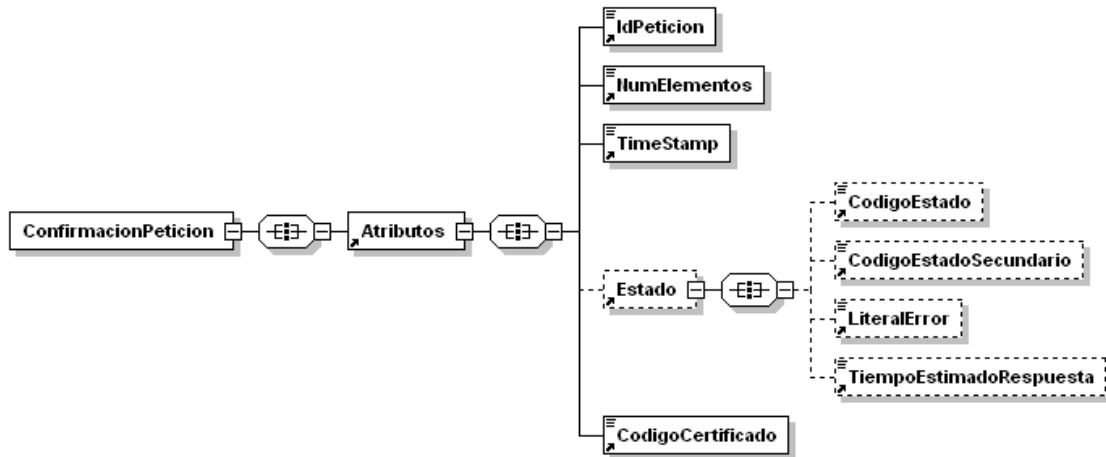 IdPeticion
NumElementos
TimeStamp
CodigoEstado
ConfirmacionPeticion
Atributos
CodigoEstadoSecundario
Estado
LiteralError
TiempoEstimadoRespuesta
CodigoCertificado